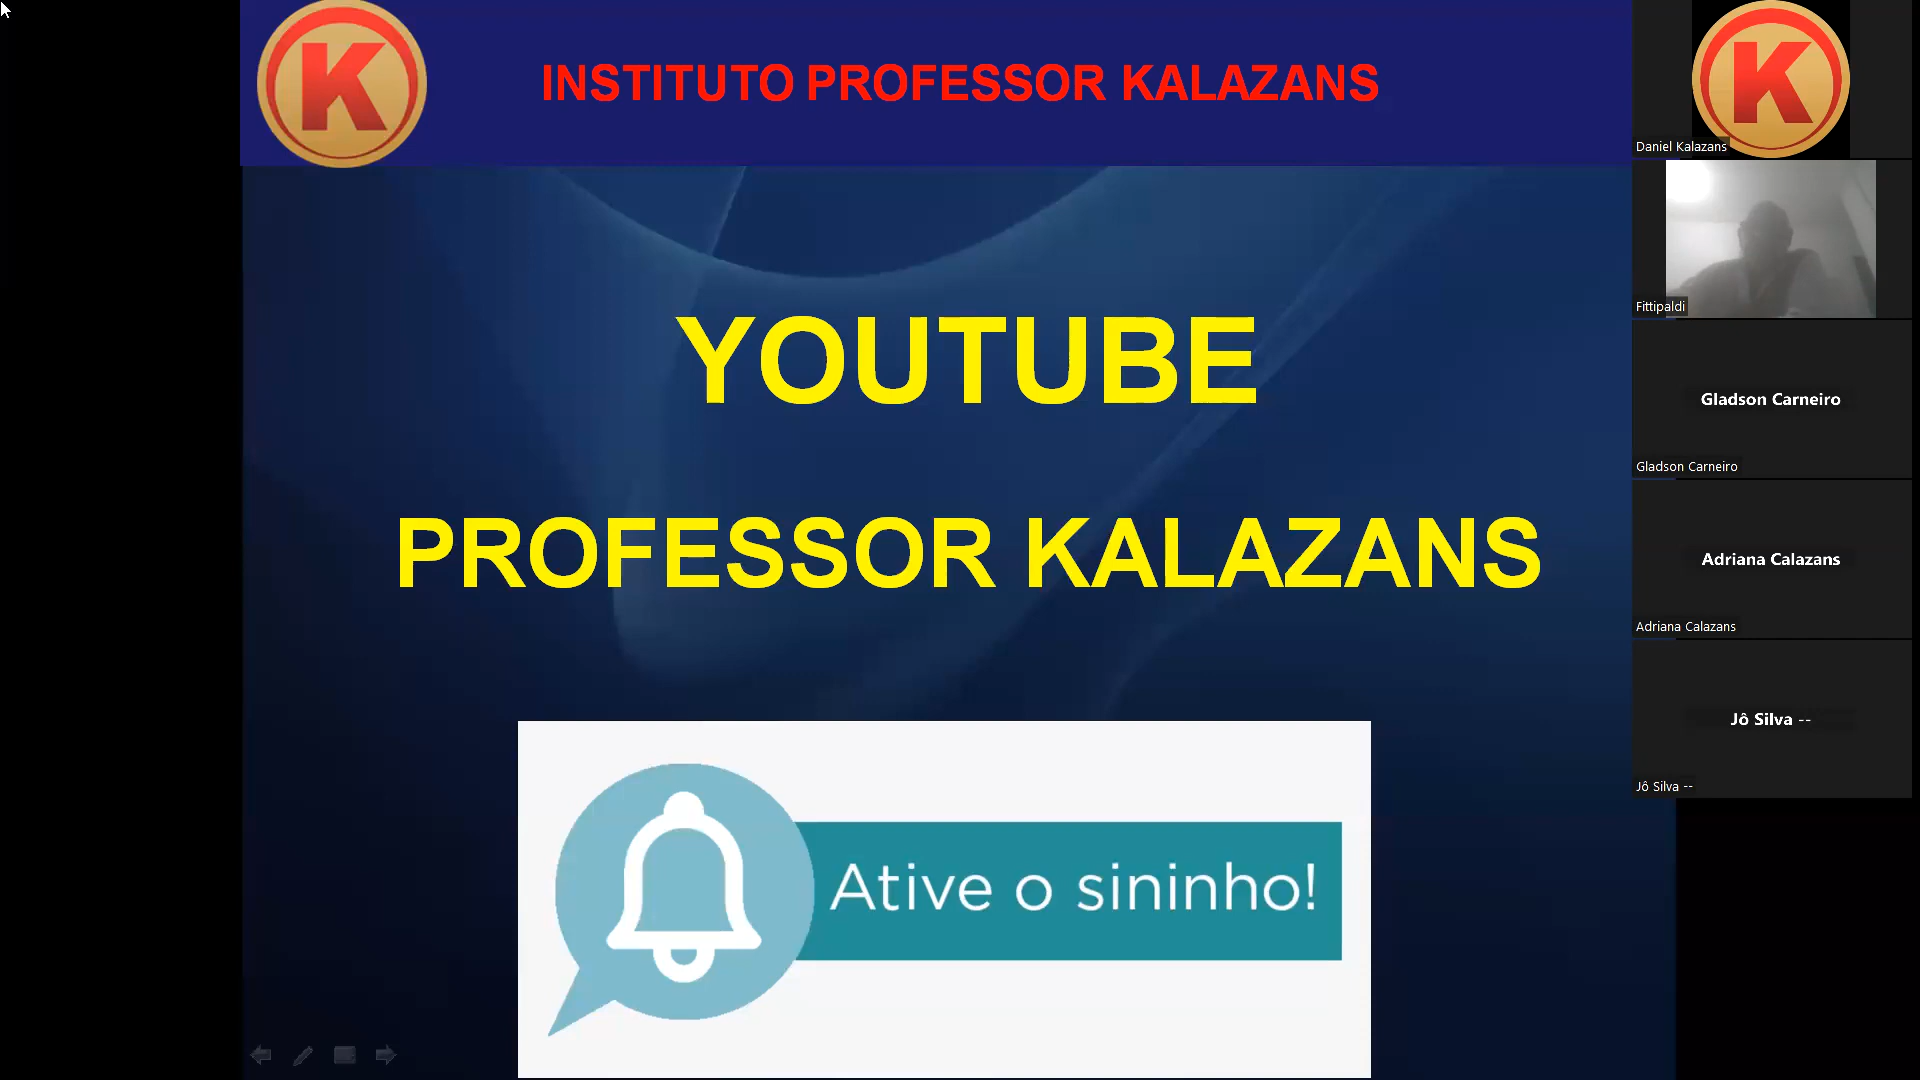 K
INSTITUTO PROFESSOR KALAZANS
YOUTUBE
PROFESSOR KALAZANS
Ative o sininho!
K
Daniel Kalazans
Fittipaldi
Gladson Carneiro
Gladson Carneiro
Adriana Calazans
Adriana Calazans
Jô Silva --
Jô Silva --